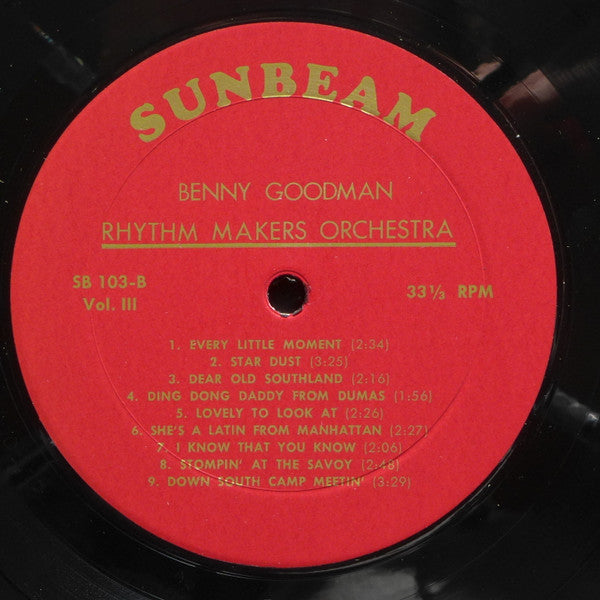 SUNBEAM
BENNY GOODMAN
RHYTHM MAKERS ORCHESTRA
SB 103-B
Vol. III
33⅓ RPM
1. EVERY LITTLE MOMENT (2:34)
2. STAR DUST (3:25)
3. DEAR OLD SOUTHLAND (2:16)
4. DING DONG DADDY FROM DUMAS (1:56)
5. LOVELY TO LOOK AT (2:26)
6. SHE'S A LATIN FROM MANHATTAN (2:27)
7. I KNOW THAT YOU KNOW (2:06)
8. STOMPIN' AT THE SAVOY (2:48)
9. DOWN SOUTH CAMP MEETIN' (3:29)